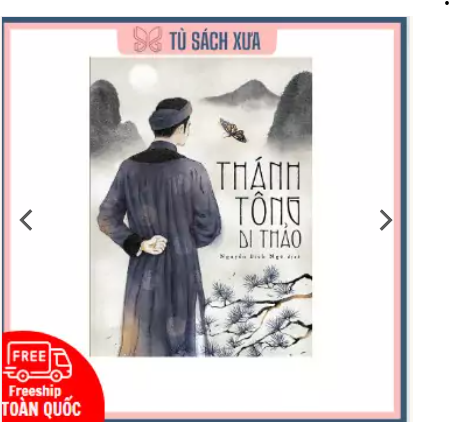 TỦ SÁCH XƯA
THÁNH
TÔNG
DI THẢO
Nguyễn Bích Ngô dịch
FREE
Freeship
TOÀN QUỐC